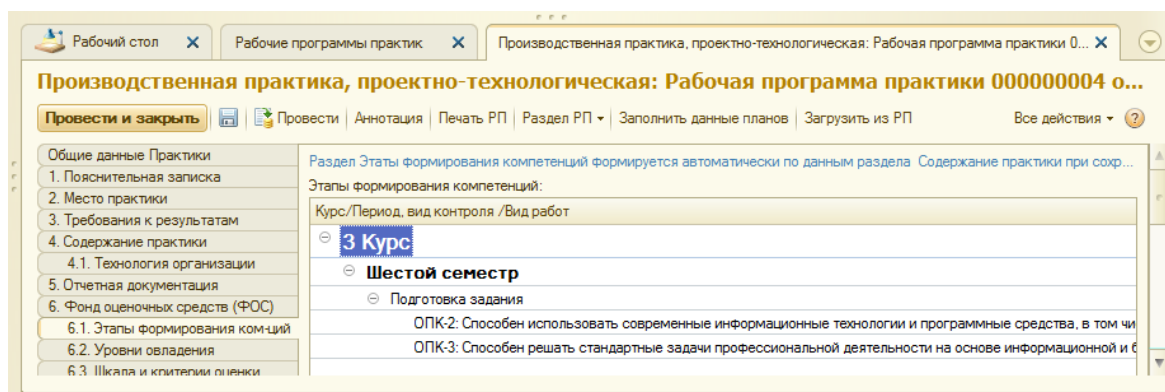 Рабочий стол
Рабочие программы практик
Производственная практика, проектно-технологическая: Рабочая программа практики 0...
Производственная практика, проектно-технологическая: Рабочая программа практики 000000004 о...
Провести и закрыть Провести Аннотация Печать РП Раздел РП Заполнить данные планов Загрузить из РП Все действия ?
Общие данные Практики
1. Пояснительная записка
2. Место практики
3. Требования к результатам
4. Содержание практики
4.1. Технология организации
5. Отчетная документация
6. Фонд оценочных средств (ФОС)
6.1. Этапы формирования ком-ций
6.2. Уровни овладения
6.3. Шкала и критерии оценки
Раздел Этапы формирования компетенций формируется автоматически по данным раздела Содержание практики при сохр...
Этапы формирования компетенций:
Курс/Период, вид контроля /Вид работ
3 Курс
Шестой семестр
Подготовка задания
ОПК-2: Способен использовать современные информационные технологии и программные средства, в том чи
ОПК-3: Способен решать стандартные задачи профессиональной деятельности на основе информационной и б